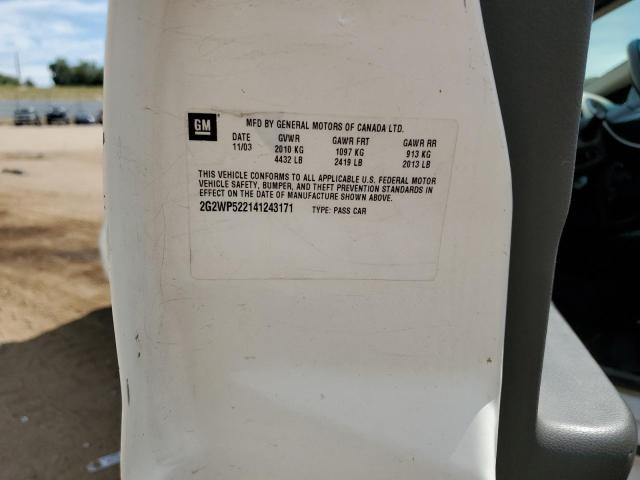 GM
MFD BY GENERAL MOTORS OF CANADA LTD.
DATE GVWR GAWR FRT GAWR RR
11/03 2010 KG 1097 KG 913 KG
4432 LB 2419 LB 2013 LB
THIS VEHICLE CONFORMS TO ALL APPLICABLE U.S. FEDERAL MOTOR
VEHICLE SAFETY, BUMPER, AND THEFT PREVENTION STANDARDS IN
EFFECT ON THE DATE OF MANUFACTURE SHOWN ABOVE.
2G2WP522141243171 TYPE: PASS CAR